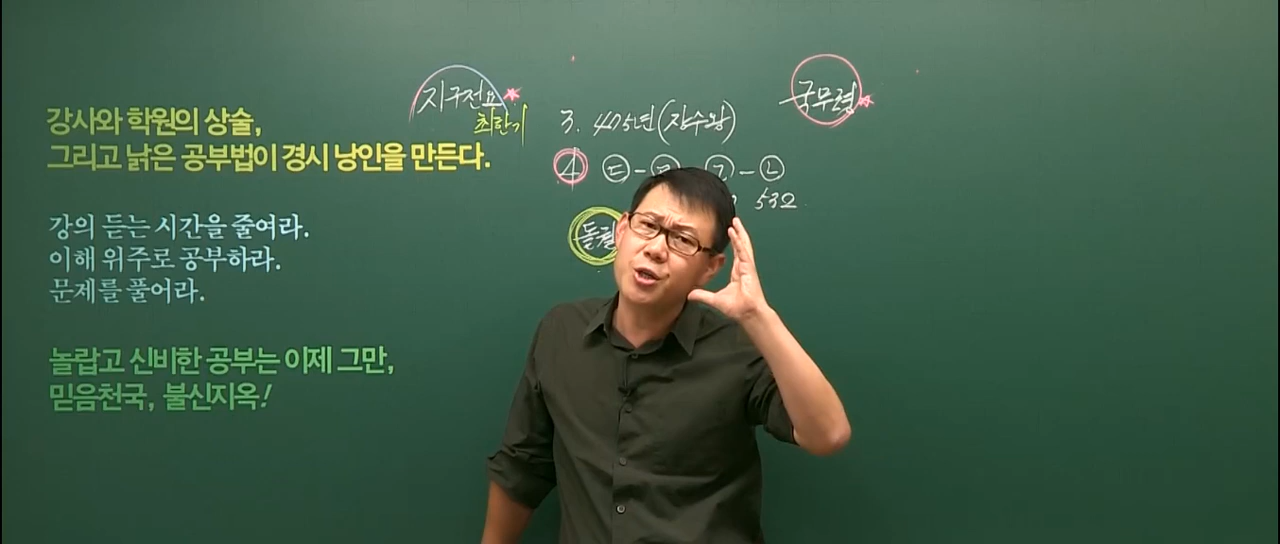 강사와 학원의 상술,
그리고 낡은 공부법이 경시 낭인을 만든다.
강의 듣는 시간을 줄여라.
이해 위주로 공부하라.
문제를 풀어라.
놀랍고 신비한 공부는 이제 그만,
믿음천국, 불신지옥!
지구전요
최한기
3. 475년(장수왕)
4 ㄷ - - ㄱ - ㄴ
532
국무령